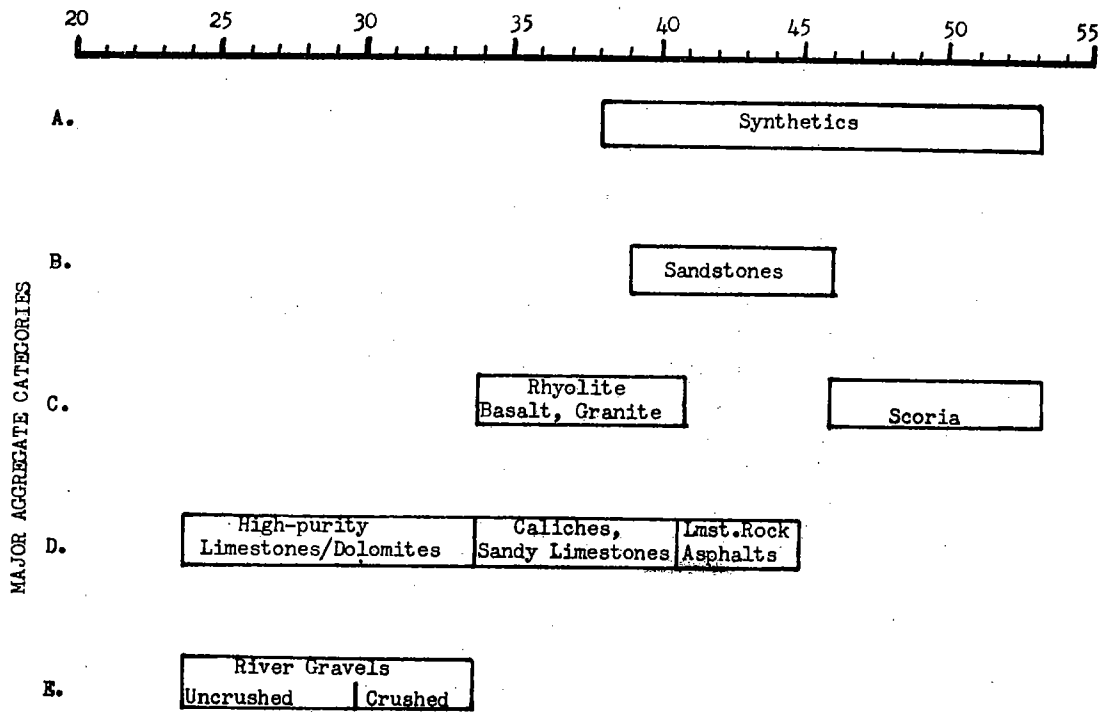 20 25 30 35 40 45 50 55
MAJOR AGGREGATE CATEGORIES
A.
Synthetics
B.
Sandstones
C.
Rhyolite
Basalt, Granite
Scoria
D.
High-purity
Limestones/Dolomites
Caliches,
Sandy Limestones
Lmst.Rock
Asphalts
E.
River Gravels
Uncrushed
Crushed